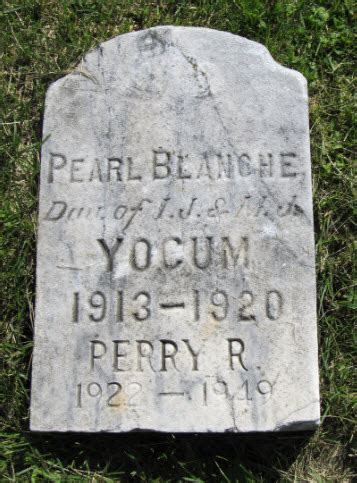 PEARL BLANCHE
Dau. of I. J. & M. J.
YOCUM
1913 — 1920
PERRY R.
1922 — 1949